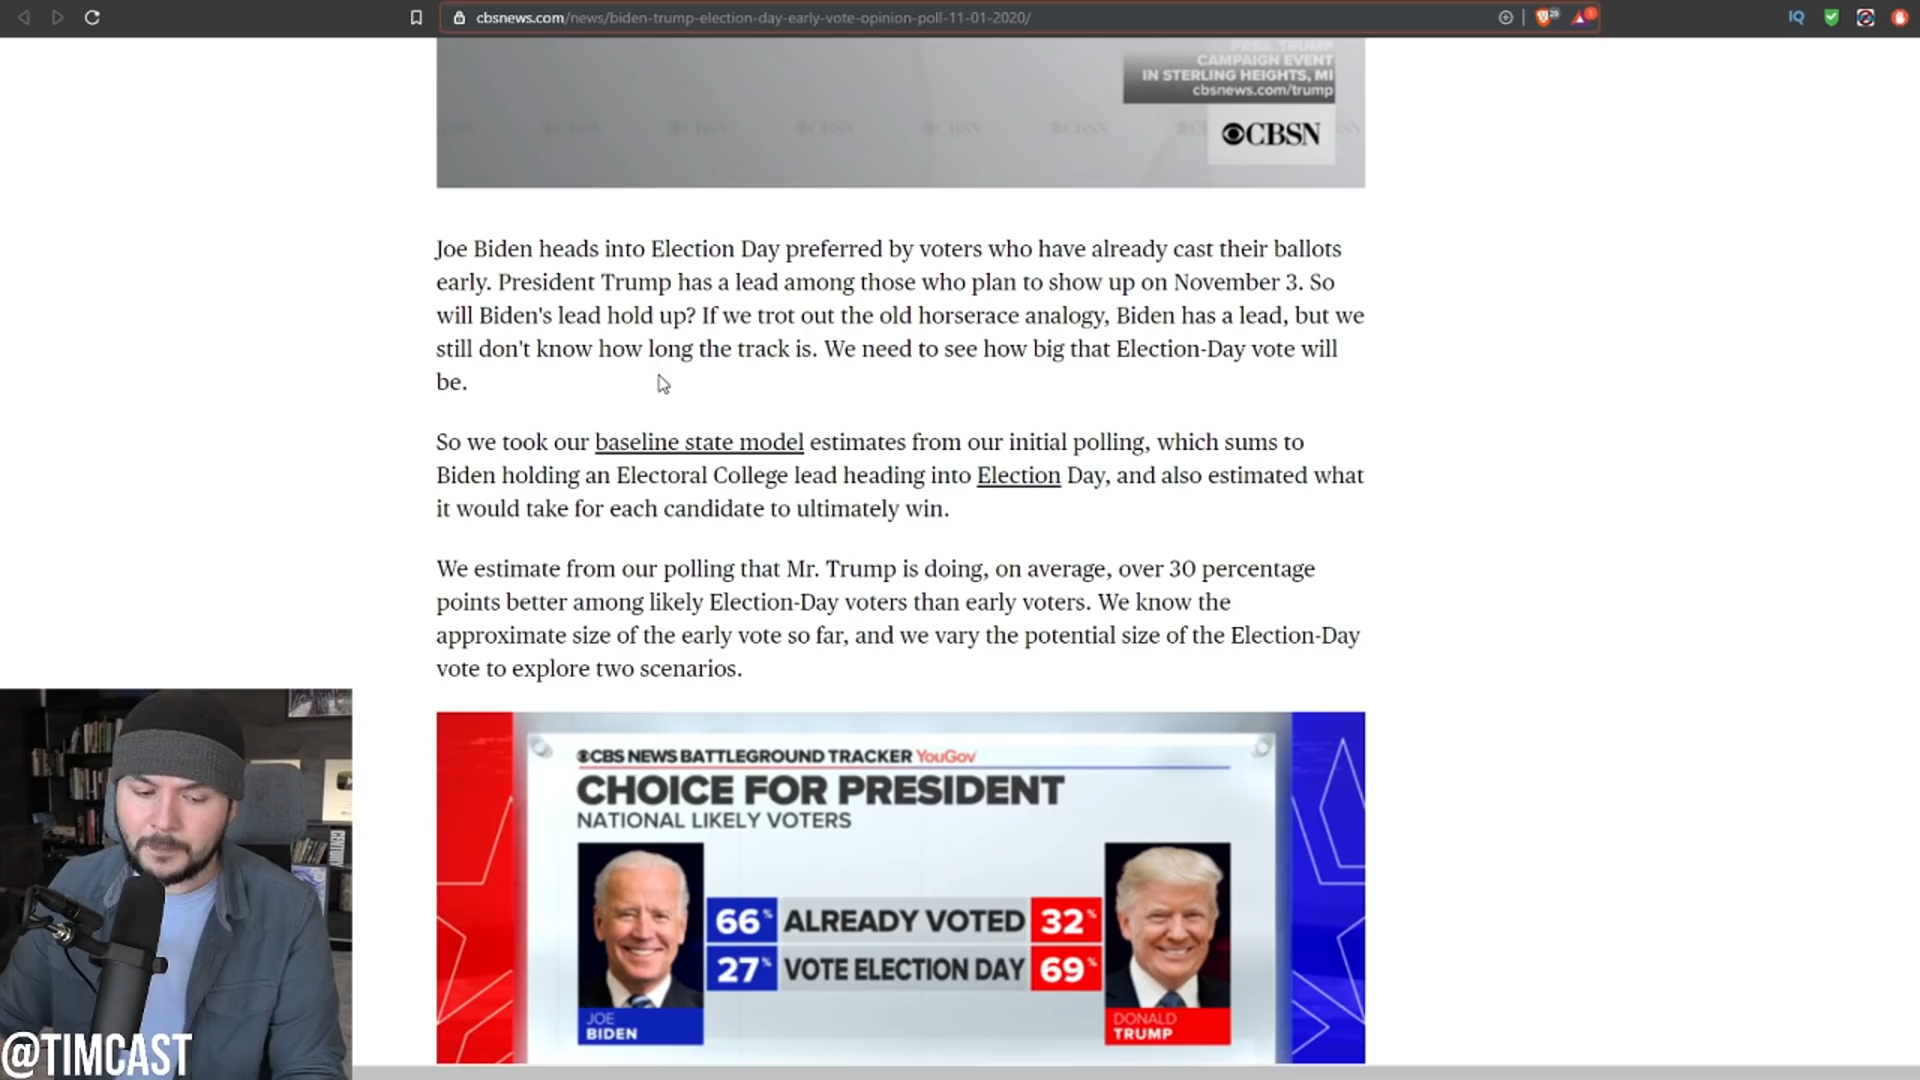 cbsnews.com/news/biden-trump-election-day-early-vote-opinion-poll-11-01-2020/
IQ
PRES. TRUMP
CAMPAIGN EVENT
IN STERLING HEIGHTS, MI
cbsnews.com/trump
CBSN
Joe Biden heads into Election Day preferred by voters who have already cast their ballots
early. President Trump has a lead among those who plan to show up on November 3. So
will Biden's lead hold up? If we trot out the old horserace analogy, Biden has a lead, but we
still don't know how long the track is. We need to see how big that Election-Day vote will
be.
So we took our baseline state model estimates from our initial polling, which sums to
Biden holding an Electoral College lead heading into Election Day, and also estimated what
it would take for each candidate to ultimately win.
We estimate from our polling that Mr. Trump is doing, on average, over 30 percentage
points better among likely Election-Day voters than early voters. We know the
approximate size of the early vote so far, and we vary the potential size of the Election-Day
vote to explore two scenarios.
CBS NEWS BATTLEGROUND TRACKER YouGov
CHOICE FOR PRESIDENT
NATIONAL LIKELY VOTERS
66% ALREADY VOTED 32%
27% VOTE ELECTION DAY 69%
JOE
BIDEN
DONALD
TRUMP
@TIMCAST